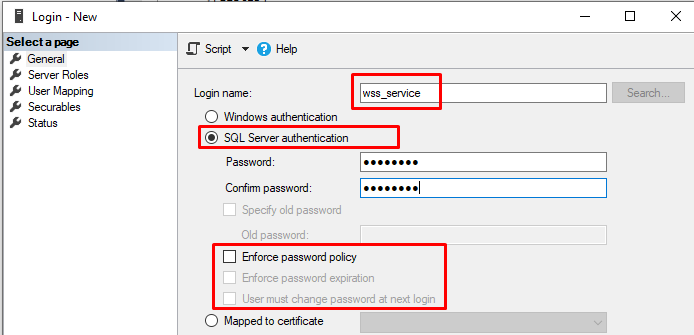 Login - New
Select a page
General
Server Roles
User Mapping
Securables
Status
Script
Help
Login name:
wss_service
Search...
Windows authentication
SQL Server authentication
Password:
●●●●●●●●
Confirm password:
●●●●●●●●
Specify old password
Old password:
Enforce password policy
Enforce password expiration
User must change password at next login
Mapped to certificate